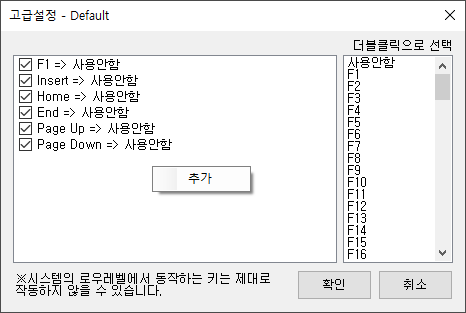 고급설정 - Default
더블클릭으로 선택
F1 => 사용안함
Insert => 사용안함
Home => 사용안함
End => 사용안함
Page Up => 사용안함
Page Down => 사용안함
추가
사용안함
F1
F2
F3
F4
F5
F6
F7
F8
F9
F10
F11
F12
F13
F14
F15
F16
※시스템의 로우레벨에서 동작하는 키는 제대로
작동하지 않을 수 있습니다.
확인
취소